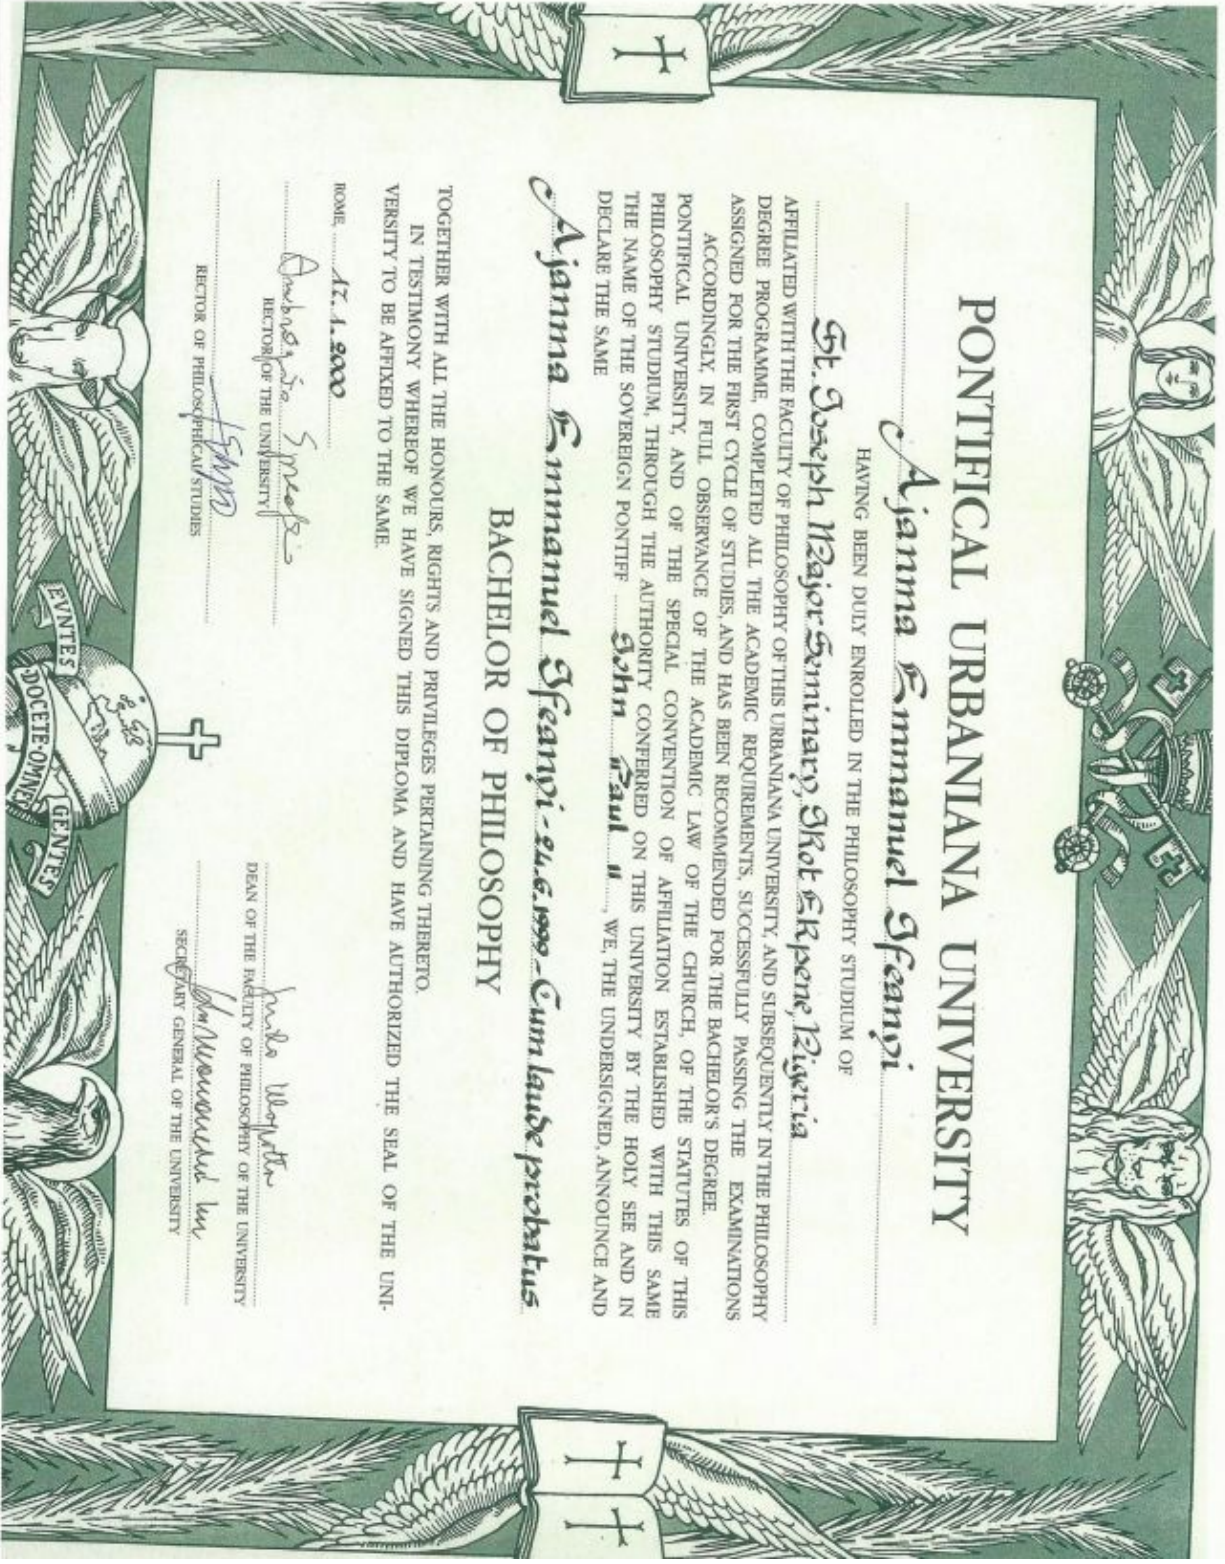 PONTIFICAL URBANIANA UNIVERSITY
Ajamma Emmanuel Ifeanyi
HAVING BEEN DULY ENROLLED IN THE PHILOSOPHY STUDIUM OF
St. Joseph Major Seminary, Ikot Ekpene, Nigeria
AFFILIATED WITH THE FACULTY OF PHILOSOPHY OF THIS URBANIANA UNIVERSITY, AND SUBSEQUENTLY IN THE PHILOSOPHY
DEGREE PROGRAMME, COMPLETED ALL THE ACADEMIC REQUIREMENTS, SUCCESSFULLY PASSING THE EXAMINATIONS
ASSIGNED FOR THE FIRST CYCLE OF STUDIES, AND HAS BEEN RECOMMENDED FOR THE BACHELOR'S DEGREE.
ACCORDINGLY, IN FULL OBSERVANCE OF THE ACADEMIC LAW OF THE CHURCH, OF THE STATUTES OF THIS
PONTIFICAL UNIVERSITY, AND OF THE SPECIAL CONVENTION OF AFFILIATION ESTABLISHED WITH THIS SAME
PHILOSOPHY STUDIUM, THROUGH THE AUTHORITY CONFERRED ON THIS UNIVERSITY BY THE HOLY SEE AND IN
THE NAME OF THE SOVEREIGN PONTIFF John Paul II, WE, THE UNDERSIGNED, ANNOUNCE AND
DECLARE THE SAME
Ajamma Emmanuel Ifeanyi - 24.6.1999 - Cum laude probatus
BACHELOR OF PHILOSOPHY
TOGETHER WITH ALL THE HONOURS, RIGHTS AND PRIVILEGES PERTAINING THERETO.
IN TESTIMONY WHEREOF WE HAVE SIGNED THIS DIPLOMA AND HAVE AUTHORIZED THE SEAL OF THE UNI-
VERSITY TO BE AFFIXED TO THE SAME.
ROME, 17.1.2000
RECTOR OF THE UNIVERSITY
DEAN OF THE FACULTY OF PHILOSOPHY OF THE UNIVERSITY
RECTOR OF PHILOSOPHICAL STUDIES
SECRETARY GENERAL OF THE UNIVERSITY
EVNTES DOCETE·OMNES GENTES